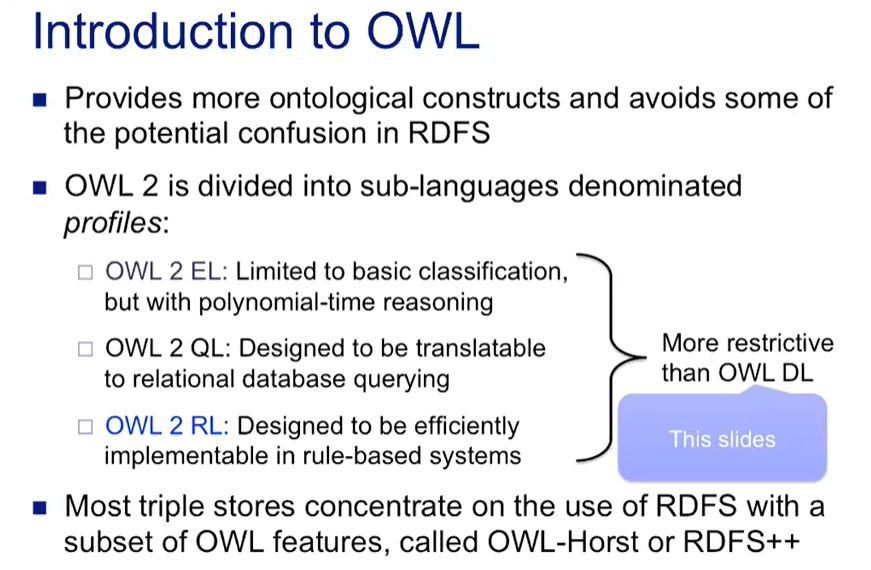 Introduction to OWL
Provides more ontological constructs and avoids some of
the potential confusion in RDFS
OWL 2 is divided into sub-languages denominated
profiles:
OWL 2 EL: Limited to basic classification,
but with polynomial-time reasoning
OWL 2 QL: Designed to be translatable
to relational database querying
OWL 2 RL: Designed to be efficiently
implementable in rule-based systems
More restrictive
than OWL DL
This slides
Most triple stores concentrate on the use of RDFS with a
subset of OWL features, called OWL-Horst or RDFS++